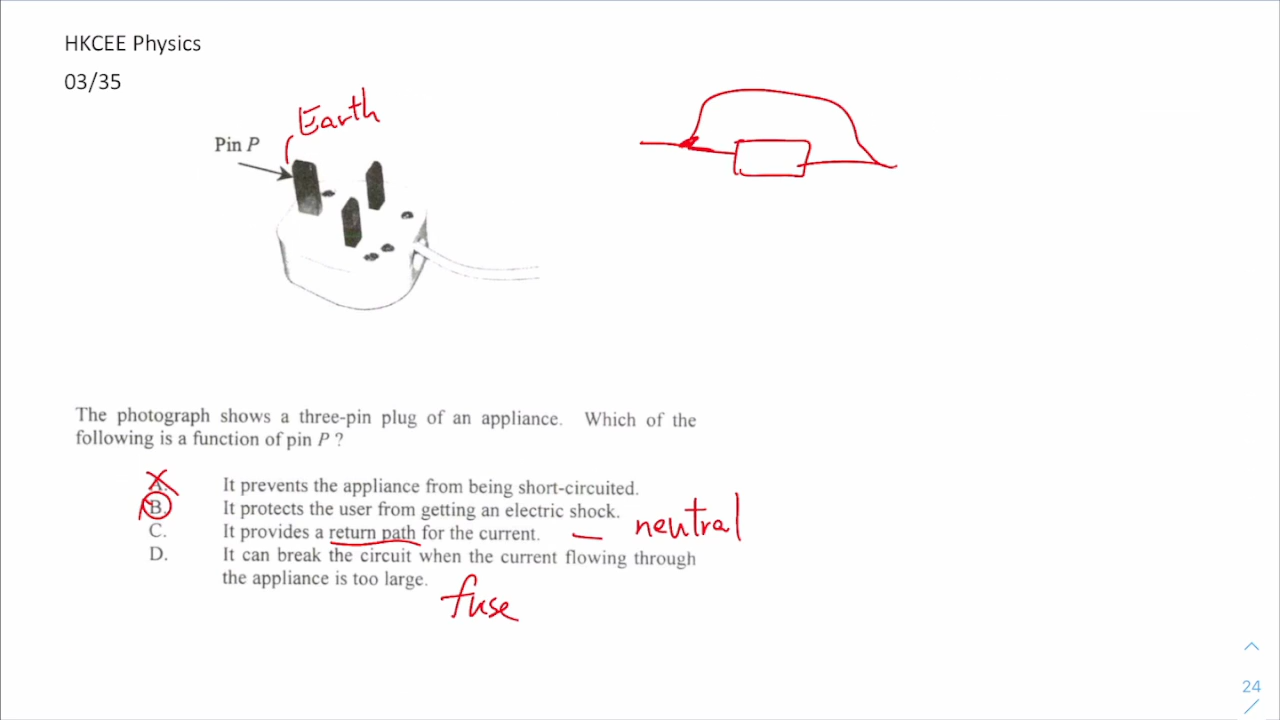 HKCEE Physics
03/35
Earth
Pin P
The photograph shows a three-pin plug of an appliance. Which of the
following is a function of pin P ?
A. It prevents the appliance from being short-circuited.
B. It protects the user from getting an electric shock.
C. It provides a return path for the current. — neutral
D. It can break the circuit when the current flowing through
the appliance is too large.
fuse
24